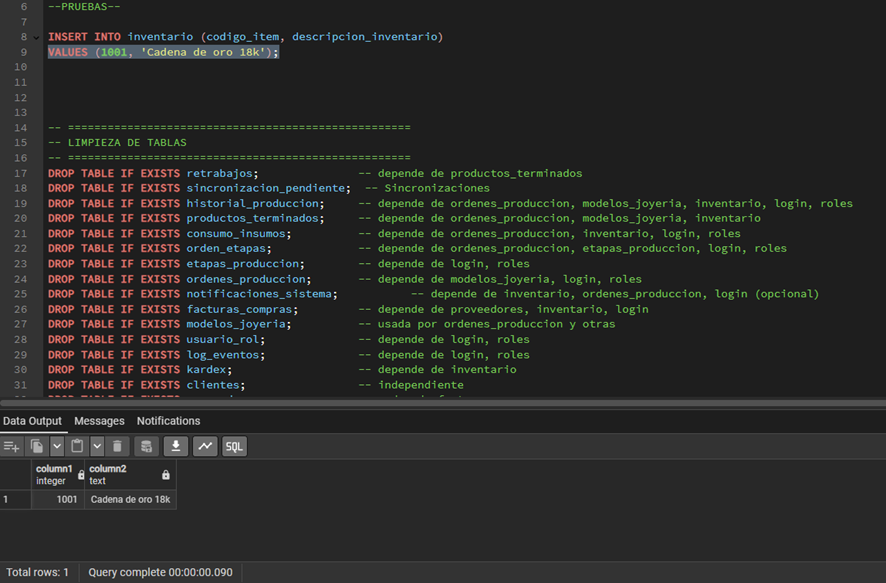 6 --PRUEBAS--
7
8 INSERT INTO inventario (codigo_item, descripcion_inventario)
9 VALUES (1001, 'Cadena de oro 18k');
10
11
12
13
14 -- ====================================================
15 -- LIMPIEZA DE TABLAS
16 -- ====================================================
17 DROP TABLE IF EXISTS retrabajos; -- depende de productos_terminados
18 DROP TABLE IF EXISTS sincronizacion_pendiente; -- Sincronizaciones
19 DROP TABLE IF EXISTS historial_produccion; -- depende de ordenes_produccion, modelos_joyeria, inventario, login, roles
20 DROP TABLE IF EXISTS productos_terminados; -- depende de ordenes_produccion, modelos_joyeria, inventario
21 DROP TABLE IF EXISTS consumo_insumos; -- depende de ordenes_produccion, inventario, login, roles
22 DROP TABLE IF EXISTS orden_etapas; -- depende de ordenes_produccion, etapas_produccion, login, roles
23 DROP TABLE IF EXISTS etapas_produccion; -- depende de login, roles
24 DROP TABLE IF EXISTS ordenes_produccion; -- depende de modelos_joyeria, login, roles
25 DROP TABLE IF EXISTS notificaciones_sistema; -- depende de inventario, ordenes_produccion, login (opcional)
26 DROP TABLE IF EXISTS facturas_compras; -- depende de proveedores, inventario, login
27 DROP TABLE IF EXISTS modelos_joyeria; -- usada por ordenes_produccion y otras
28 DROP TABLE IF EXISTS usuario_rol; -- depende de login, roles
29 DROP TABLE IF EXISTS log_eventos; -- depende de login, roles
30 DROP TABLE IF EXISTS kardex; -- depende de inventario
31 DROP TABLE IF EXISTS clientes; -- independiente
Data Output Messages Notifications
SQL
column1 column2
integer text
1 1001 Cadena de oro 18k
Total rows: 1 Query complete 00:00:00.090